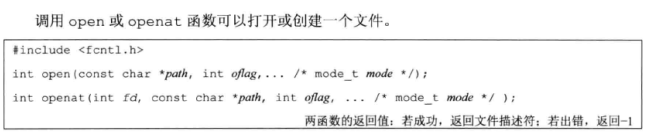 调用 open 或 openat 函数可以打开或创建一个文件。
#include <fcntl.h>
int open(const char *path, int oflag,... /* mode_t mode */);
int openat(int fd, const char *path, int oflag, ... /* mode_t mode */ );
两函数的返回值：若成功，返回文件描述符；若出错，返回−1